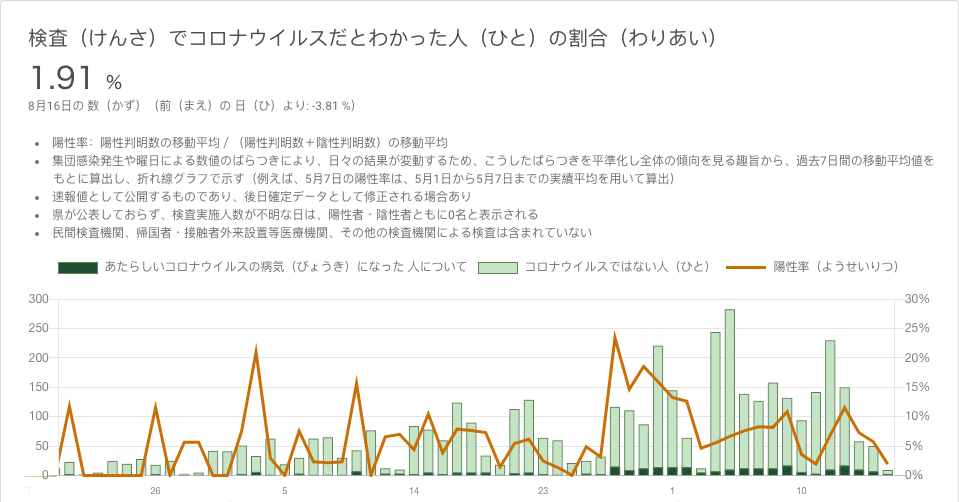 検査（けんさ）でコロナウイルスだとわかった人（ひと）の割合（わりあい）
1.91 %
8月16日の 数（かず）（前（まえ）の 日（ひ）より: -3.81 %）
陽性率：陽性判明数の移動平均 / （陽性判明数＋陰性判明数）の移動平均
集団感染発生や曜日による数値のばらつきにより、日々の結果が変動するため、こうしたばらつきを平準化し全体の傾向を見る趣旨から、過去7日間の移動平均値を
もとに算出し、折れ線グラフで示す（例えば、5月7日の陽性率は、5月1日から5月7日までの実績平均を用いて算出）
速報値として公開するものであり、後日確定データとして修正される場合あり
県が公表しておらず、検査実施人数が不明な日は、陽性者・陰性者ともに0名と表示される
民間検査機関、帰国者・接触者外来設置等医療機関、その他の検査機関による検査は含まれていない
あたらしいコロナウイルスの病気（びょうき）になった 人について コロナウイルスではない人（ひと） 陽性率（ようせいりつ）
300 30%
250 25%
200 20%
150 15%
100 10%
50 5%
0 0%
7 26 5 14 23 1 10